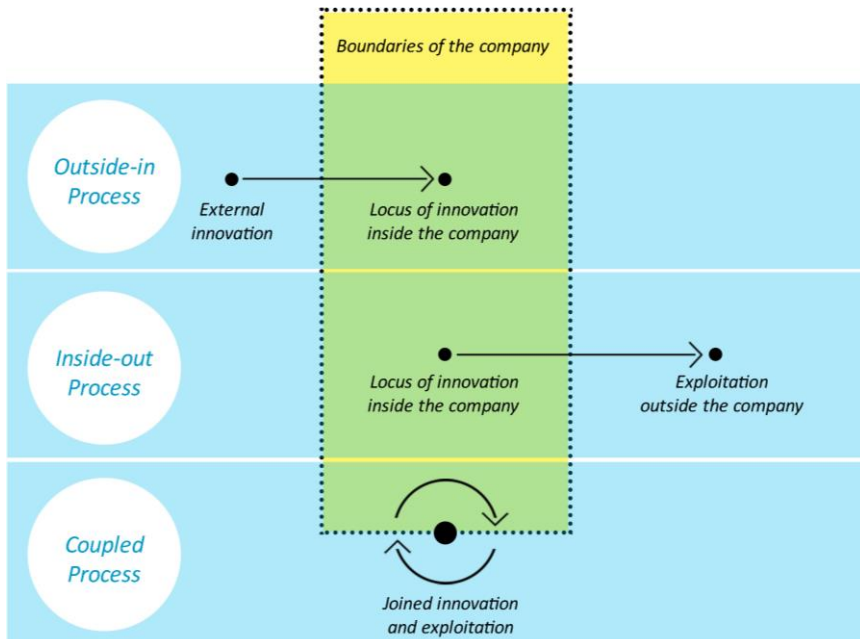 Boundaries of the company
Outside-in
Process
External
innovation
Locus of innovation
inside the company
Inside-out
Process
Locus of innovation
inside the company
Exploitation
outside the company
Coupled
Process
Joined innovation
and exploitation